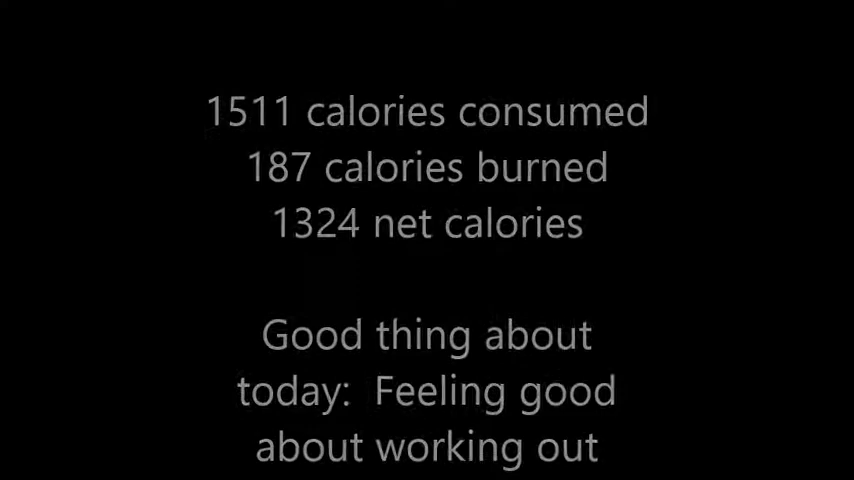 1511 calories consumed
187 calories burned
1324 net calories
Good thing about
today:  Feeling good
about working out